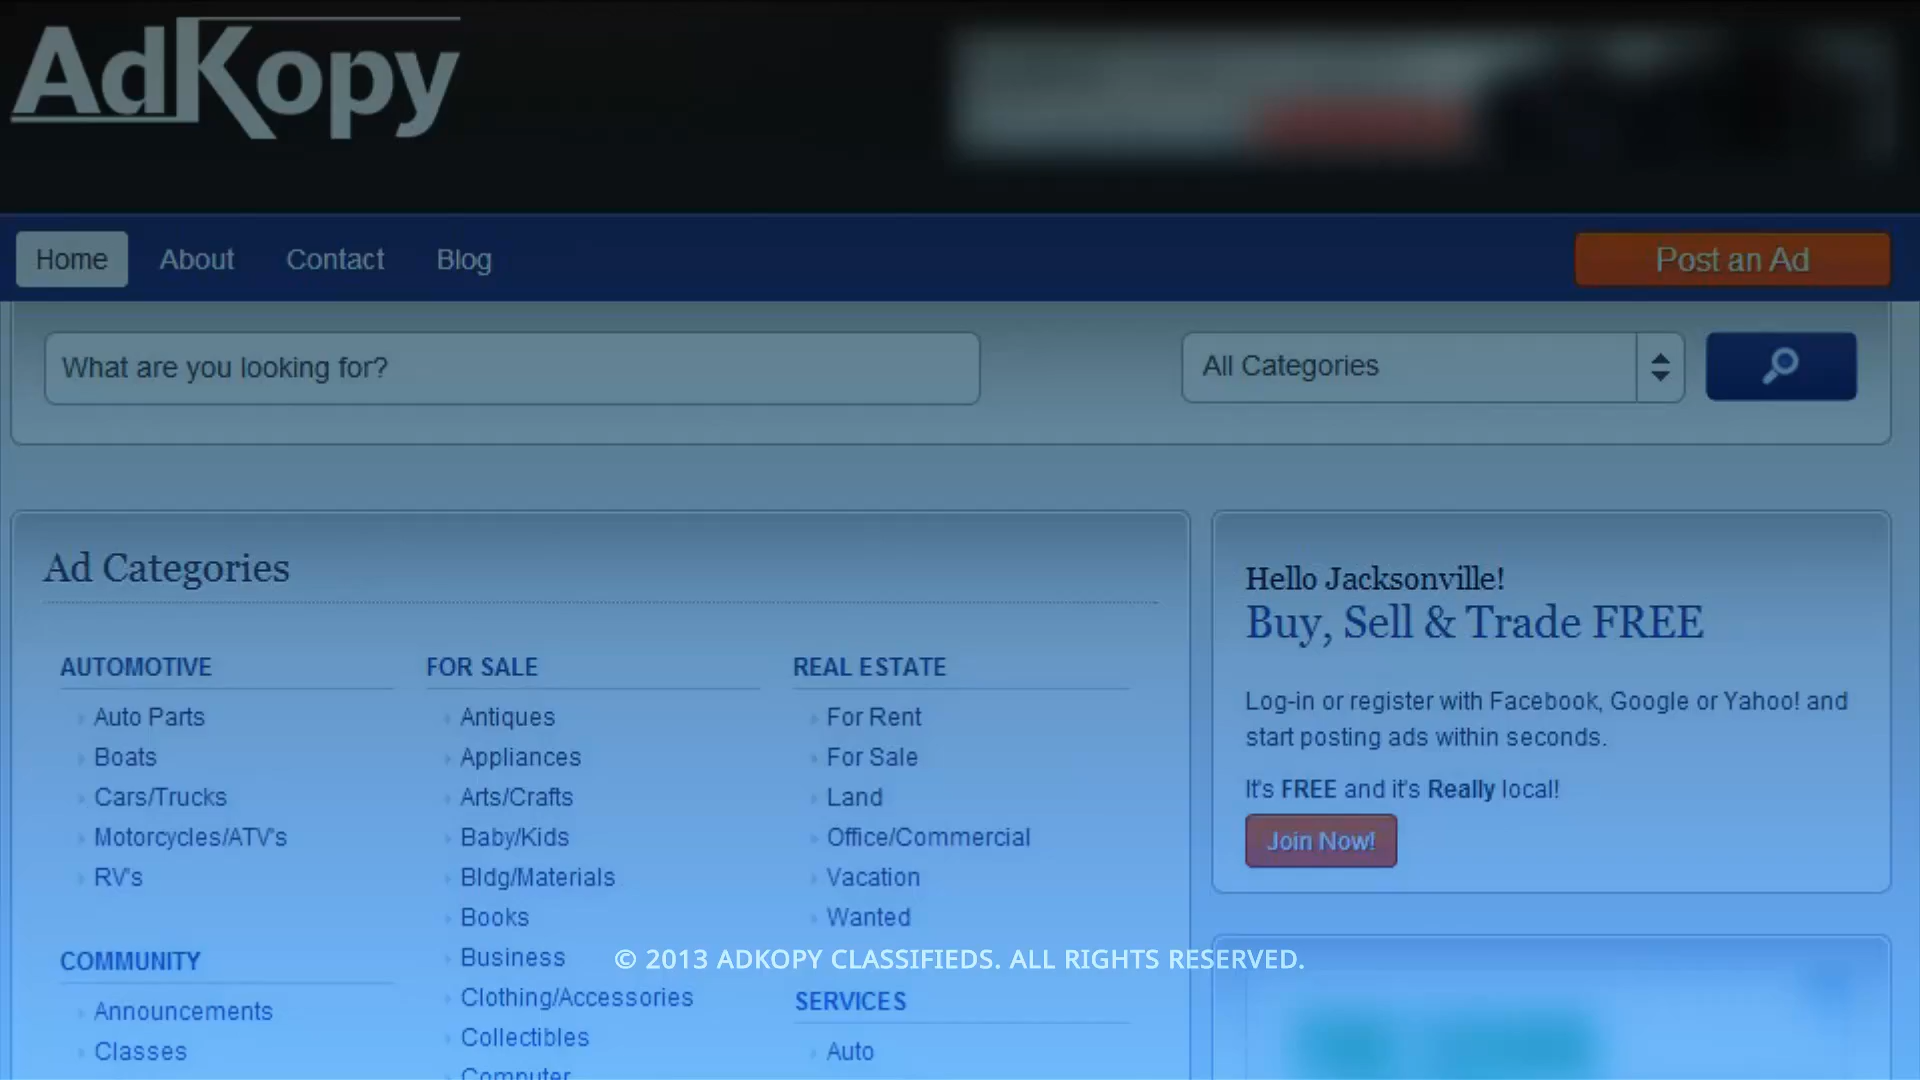 AdKopy
Home About Contact Blog Post an Ad
What are you looking for? All Categories
Ad Categories
AUTOMOTIVE
Auto Parts
Boats
Cars/Trucks
Motorcycles/ATV's
RV's
COMMUNITY
Announcements
Classes
FOR SALE
Antiques
Appliances
Arts/Crafts
Baby/Kids
Bldg/Materials
Books
Business
Clothing/Accessories
Collectibles
Computer
REAL ESTATE
For Rent
For Sale
Land
Office/Commercial
Vacation
Wanted
SERVICES
Auto
Hello Jacksonville!
Buy, Sell & Trade FREE
Log-in or register with Facebook, Google or Yahoo! and
start posting ads within seconds.
It's FREE and it's Really local!
Join Now!
© 2013 ADKOPY CLASSIFIEDS. ALL RIGHTS RESERVED.